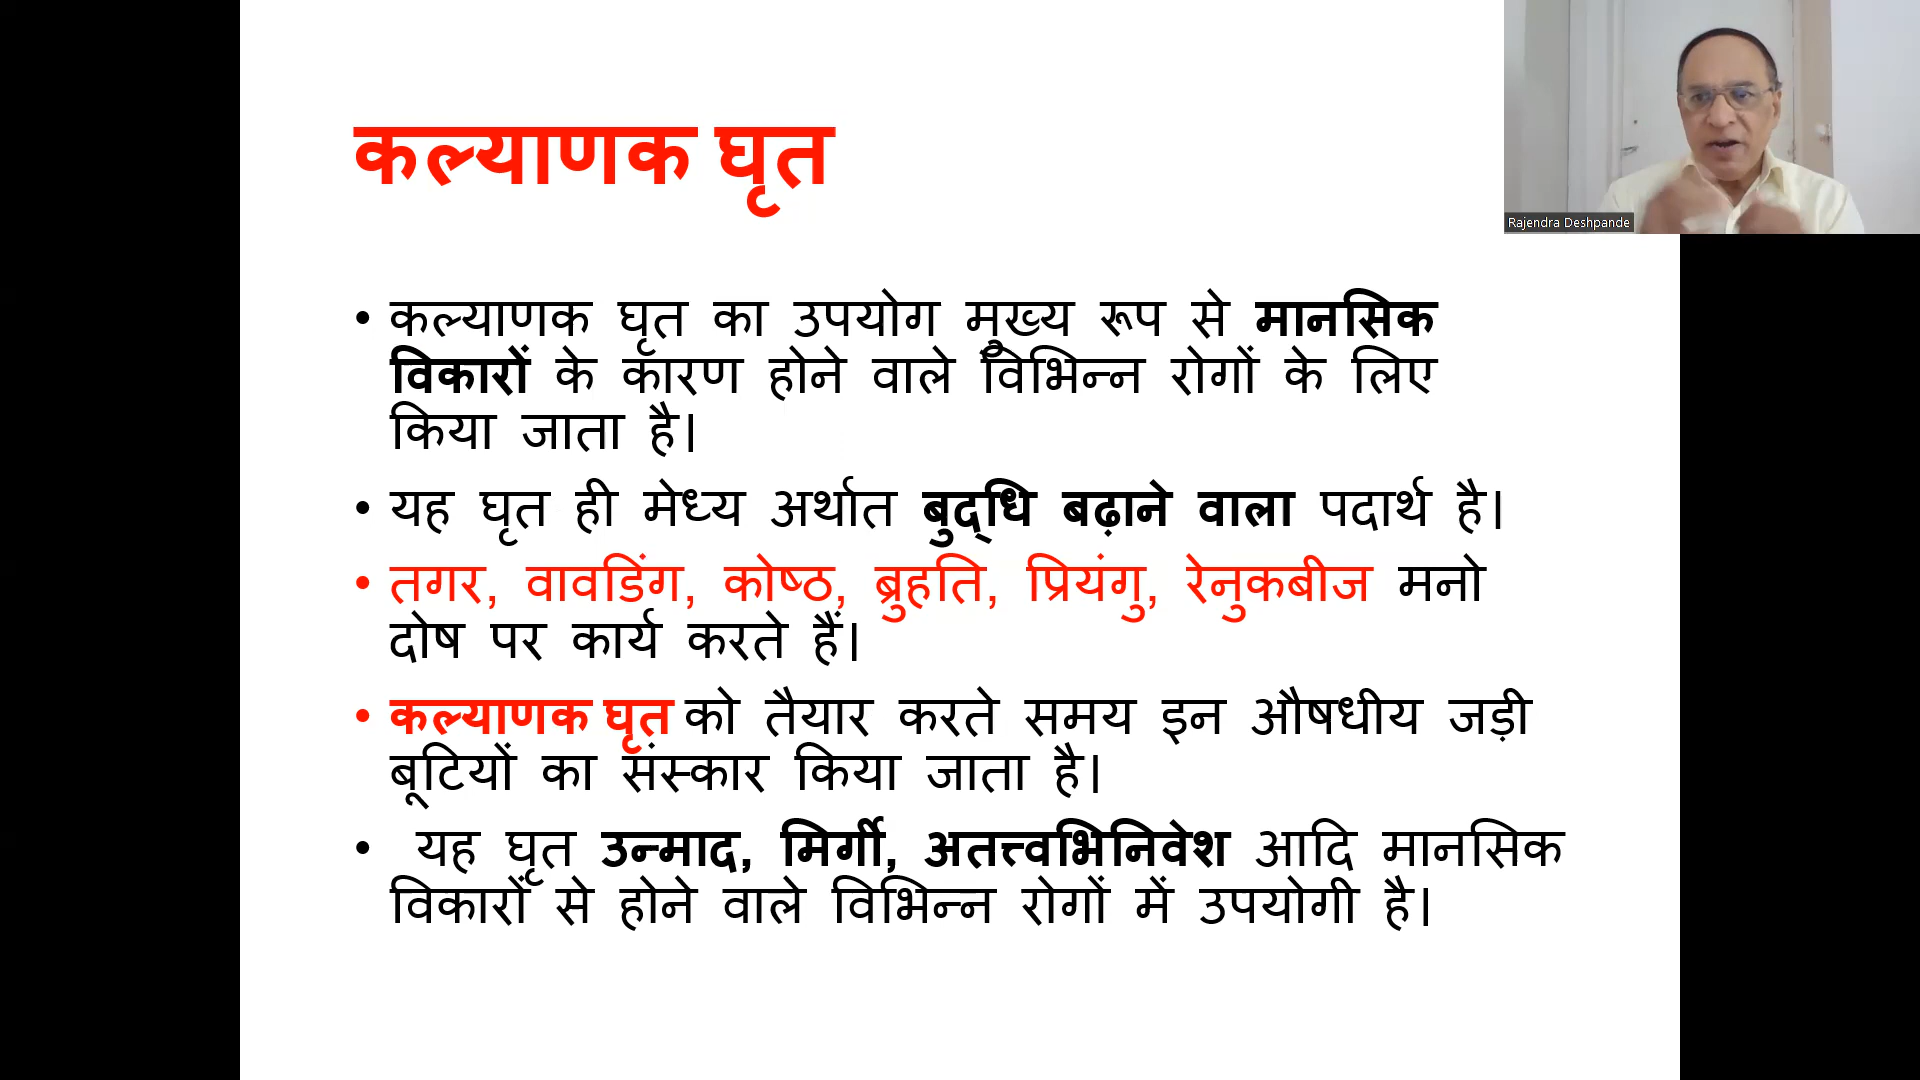 कल्याणक घृत
Rajendra Deshpande
• कल्याणक घृत का उपयोग मुख्य रूप से मानसिक
विकारों के कारण होने वाले विभिन्न रोगों के लिए
किया जाता है।
• यह घृत ही मेध्य अर्थात बुद्‌धि बढ़ाने वाला पदार्थ है।
• तगर, वावडिंग, कोष्ठ, ब्रुहति, प्रियंगु, रेनुकबीज मनो
दोष पर कार्य करते हैं।
• कल्याणक घृत को तैयार करते समय इन औषधीय जड़ी
बूटियों का संस्कार किया जाता है।
• यह घृत उन्माद, मिर्गी, अतत्त्वभिनिवेश आदि मानसिक
विकारों से होने वाले विभिन्न रोगों में उपयोगी है।